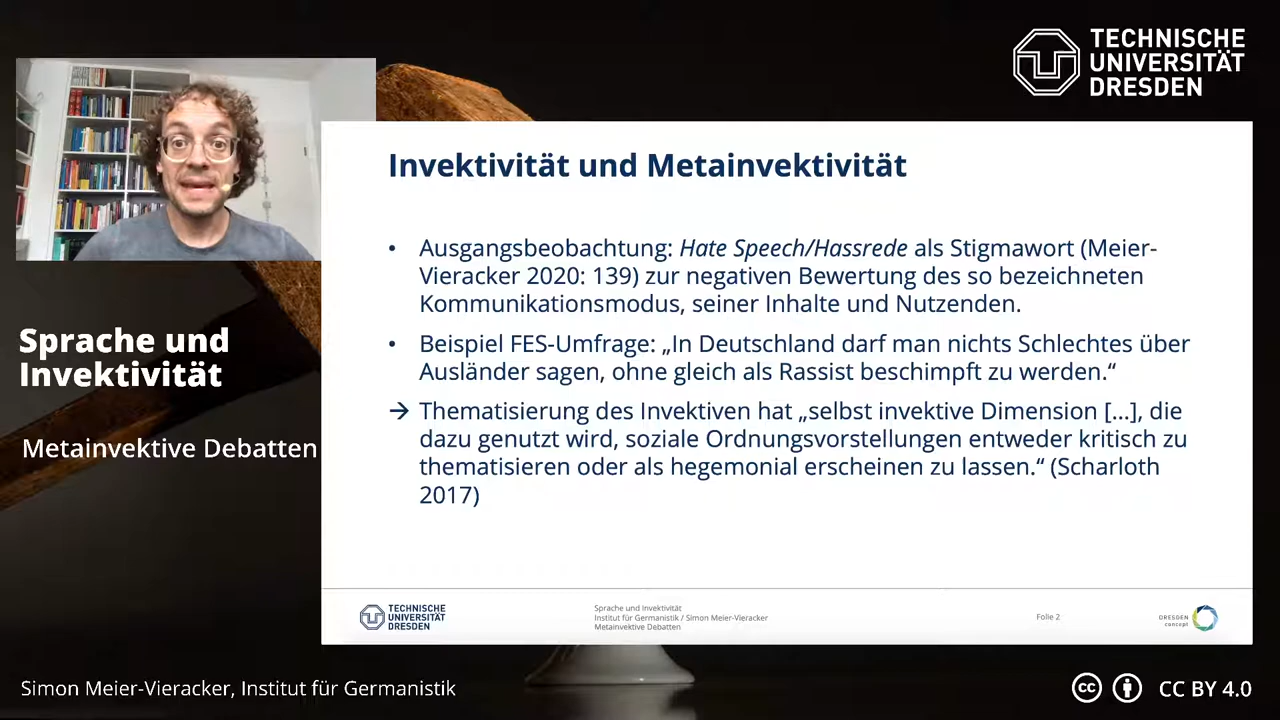 TECHNISCHE
UNIVERSITÄT
DRESDEN
Invektivität und Metainvektivität
• Ausgangsbeobachtung: Hate Speech/Hassrede als Stigmawort (Meier-
Vieracker 2020: 139) zur negativen Bewertung des so bezeichneten
Kommunikationsmodus, seiner Inhalte und Nutzenden.
• Beispiel FES-Umfrage: „In Deutschland darf man nichts Schlechtes über
Ausländer sagen, ohne gleich als Rassist beschimpft zu werden.“
→ Thematisierung des Invektiven hat „selbst invektive Dimension [...], die
dazu genutzt wird, soziale Ordnungsvorstellungen entweder kritisch zu
thematisieren oder als hegemonial erscheinen zu lassen.“ (Scharloth
2017)
Sprache und
Invektivität
Metainvektive Debatten
TECHNISCHE
UNIVERSITÄT
DRESDEN
Sprache und Invektivität
Institut für Germanistik / Simon Meier-Vieracker
Metainvektive Debatten
Folie 2
DRESDEN
concept
Simon Meier-Vieracker, Institut für Germanistik
cc CC BY 4.0